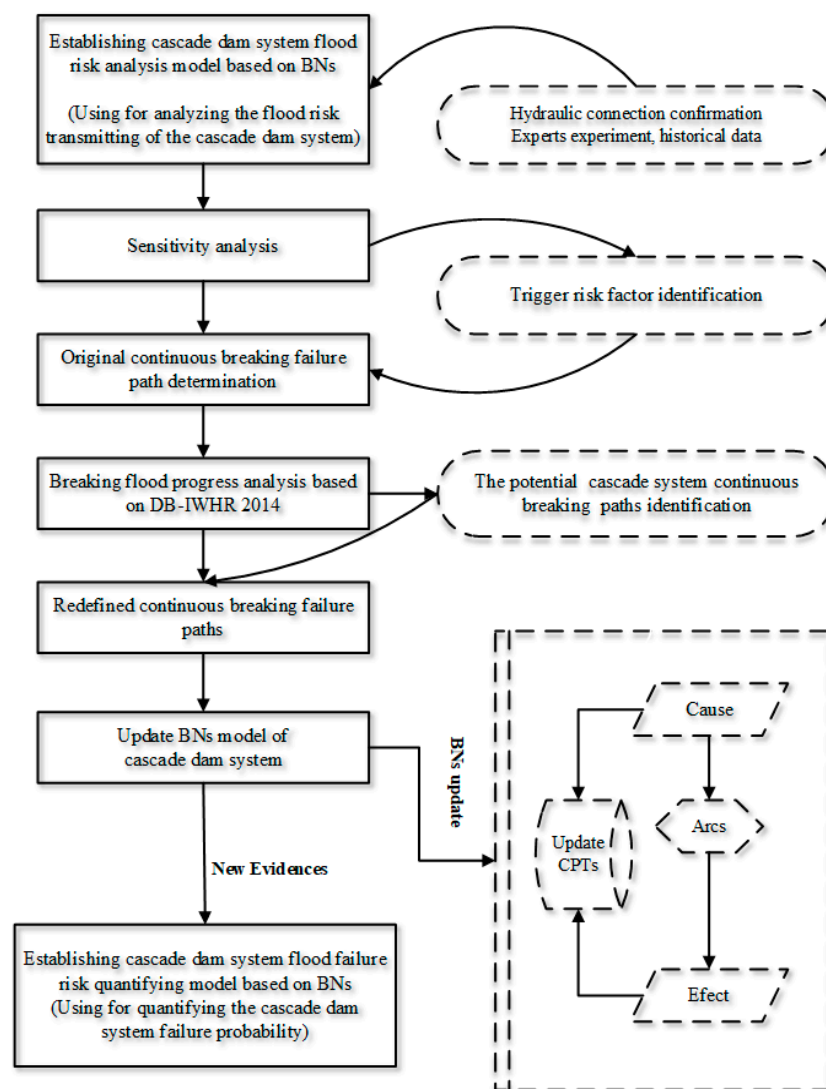 Establishing cascade dam system flood
risk analysis model based on BNs
(Using for analyzing the flood risk
transmitting of the cascade dam system)
Hydraulic connection confirmation
Experts experiment, historical data
Sensitivity analysis
Trigger risk factor identification
Original continuous breaking failure
path determination
Breaking flood progress analysis based
on DB-IWHR 2014
The potential cascade system continuous
breaking paths identification
Redefined continuous breaking failure
paths
Update BNs model of
cascade dam system
BNs update
Cause
Update
CPTs
Arcs
Efect
New Evidences
Establishing cascade dam system flood failure
risk quantifying model based on BNs
(Using for quantifying the cascade dam
system failure probability)